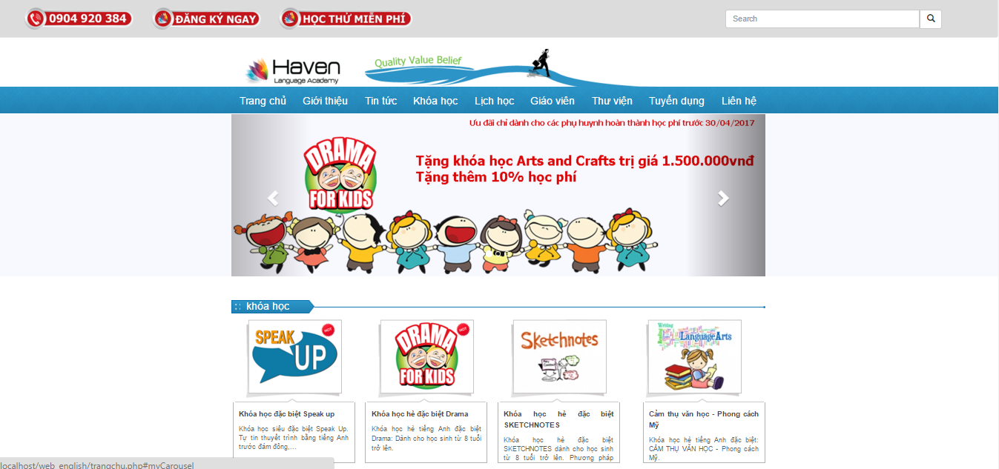 0904 920 384
ĐĂNG KÝ NGAY
HỌC THỬ MIỄN PHÍ
Search
Haven
Language Academy
Quality Value Belief
Trang chủ Giới thiệu Tin tức Khóa học Lịch học Giáo viên Thư viện Tuyển dụng Liên hệ
Ưu đãi chỉ dành cho các phụ huynh hoàn thành học phí trước 30/04/2017
DRAMA
FOR KIDS
Tặng khóa học Arts and Crafts trị giá 1.500.000vnđ
Tặng thêm 10% học phí
khóa học
SPEAK
UP
HOT
DRAMA
FOR KIDS
HOT
Sketchnotes
Writing
LanguageArts
Khóa học đặc biệt Speak up
Khóa học siêu đặc biệt Speak Up.
Tự tin thuyết trình bằng tiếng Anh
trước đám đông,...
Khóa học hè đặc biệt Drama
Khóa học hè tiếng Anh đặc biệt
Drama: Dành cho học sinh từ 8 tuổi
trở lên.
Khóa học hè đặc biệt
SKETCHNOTES
Khóa học hè đặc biệt
SKETCHNOTES dành cho học sinh
từ 8 tuổi trở lên. Phương pháp
Cảm thụ văn học - Phong cách
Mỹ
Khóa học hè tiếng Anh đặc biệt:
CẢM THỤ VĂN HỌC - Phong cách
Mỹ.
localhost/web_english/trangchu.php#myCarousel